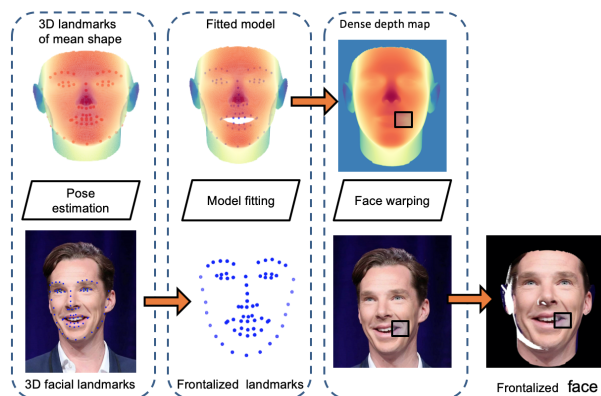 3D landmarks
of mean shape
Fitted model
Dense depth map
Pose
estimation
Model fitting
Face warping
3D facial landmarks
Frontalized landmarks
Frontalized face